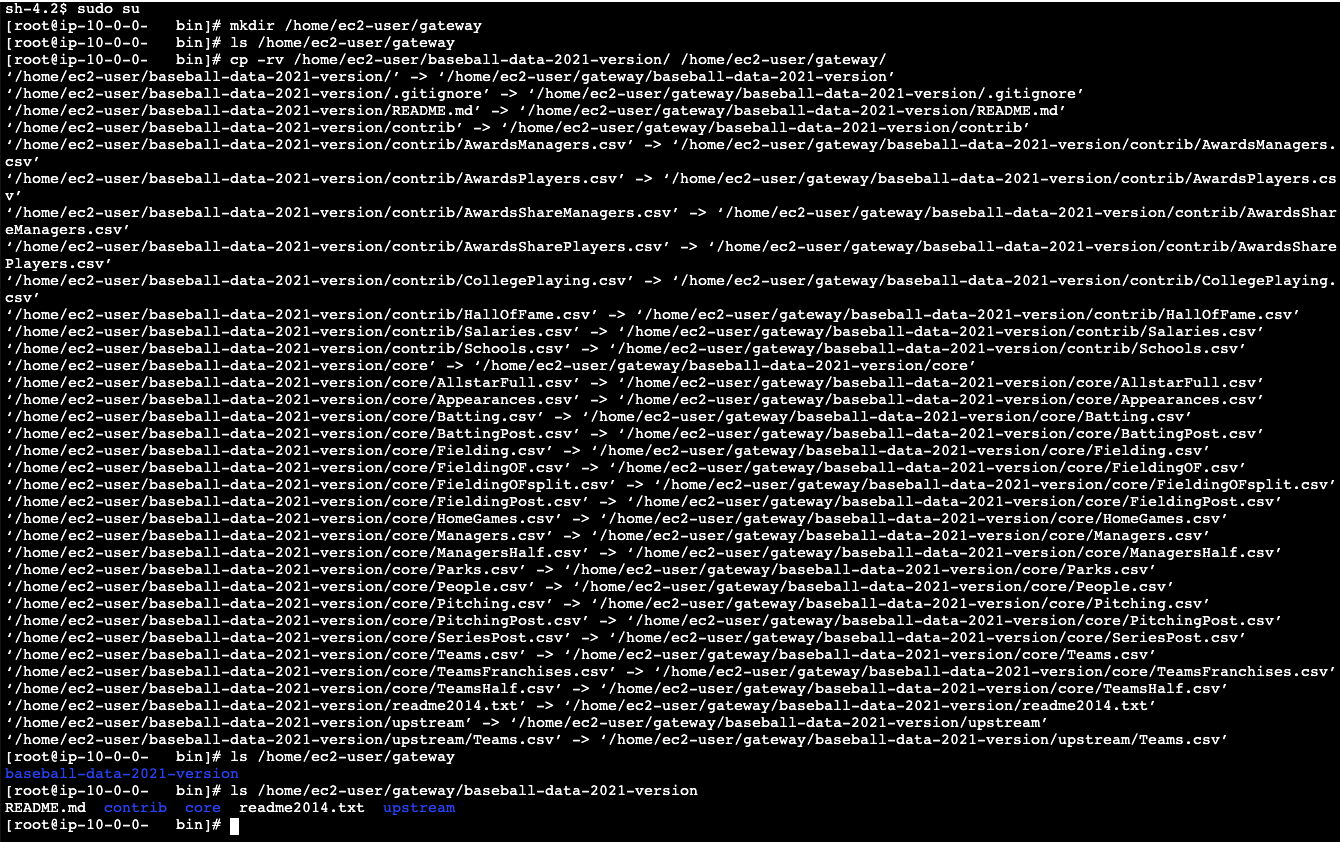 sh-4.2$ sudo su
[root@ip-10-0-0-   bin]# mkdir /home/ec2-user/gateway
[root@ip-10-0-0-   bin]# ls /home/ec2-user/gateway
[root@ip-10-0-0-   bin]# cp -rv /home/ec2-user/baseball-data-2021-version/ /home/ec2-user/gateway/
‘/home/ec2-user/baseball-data-2021-version/’ -> ‘/home/ec2-user/gateway/baseball-data-2021-version’
‘/home/ec2-user/baseball-data-2021-version/.gitignore’ -> ‘/home/ec2-user/gateway/baseball-data-2021-version/.gitignore’
‘/home/ec2-user/baseball-data-2021-version/README.md’ -> ‘/home/ec2-user/gateway/baseball-data-2021-version/README.md’
‘/home/ec2-user/baseball-data-2021-version/contrib’ -> ‘/home/ec2-user/gateway/baseball-data-2021-version/contrib’
‘/home/ec2-user/baseball-data-2021-version/contrib/AwardsManagers.csv’ -> ‘/home/ec2-user/gateway/baseball-data-2021-version/contrib/AwardsManagers.
csv’
‘/home/ec2-user/baseball-data-2021-version/contrib/AwardsPlayers.csv’ -> ‘/home/ec2-user/gateway/baseball-data-2021-version/contrib/AwardsPlayers.cs
v’
‘/home/ec2-user/baseball-data-2021-version/contrib/AwardsShareManagers.csv’ -> ‘/home/ec2-user/gateway/baseball-data-2021-version/contrib/AwardsShar
eManagers.csv’
‘/home/ec2-user/baseball-data-2021-version/contrib/AwardsSharePlayers.csv’ -> ‘/home/ec2-user/gateway/baseball-data-2021-version/contrib/AwardsShare
Players.csv’
‘/home/ec2-user/baseball-data-2021-version/contrib/CollegePlaying.csv’ -> ‘/home/ec2-user/gateway/baseball-data-2021-version/contrib/CollegePlaying.
csv’
‘/home/ec2-user/baseball-data-2021-version/contrib/HallOfFame.csv’ -> ‘/home/ec2-user/gateway/baseball-data-2021-version/contrib/HallOfFame.csv’
‘/home/ec2-user/baseball-data-2021-version/contrib/Salaries.csv’ -> ‘/home/ec2-user/gateway/baseball-data-2021-version/contrib/Salaries.csv’
‘/home/ec2-user/baseball-data-2021-version/contrib/Schools.csv’ -> ‘/home/ec2-user/gateway/baseball-data-2021-version/contrib/Schools.csv’
‘/home/ec2-user/baseball-data-2021-version/core’ -> ‘/home/ec2-user/gateway/baseball-data-2021-version/core’
‘/home/ec2-user/baseball-data-2021-version/core/AllstarFull.csv’ -> ‘/home/ec2-user/gateway/baseball-data-2021-version/core/AllstarFull.csv’
‘/home/ec2-user/baseball-data-2021-version/core/Appearances.csv’ -> ‘/home/ec2-user/gateway/baseball-data-2021-version/core/Appearances.csv’
‘/home/ec2-user/baseball-data-2021-version/core/Batting.csv’ -> ‘/home/ec2-user/gateway/baseball-data-2021-version/core/Batting.csv’
‘/home/ec2-user/baseball-data-2021-version/core/BattingPost.csv’ -> ‘/home/ec2-user/gateway/baseball-data-2021-version/core/BattingPost.csv’
‘/home/ec2-user/baseball-data-2021-version/core/Fielding.csv’ -> ‘/home/ec2-user/gateway/baseball-data-2021-version/core/Fielding.csv’
‘/home/ec2-user/baseball-data-2021-version/core/FieldingOF.csv’ -> ‘/home/ec2-user/gateway/baseball-data-2021-version/core/FieldingOF.csv’
‘/home/ec2-user/baseball-data-2021-version/core/FieldingOFsplit.csv’ -> ‘/home/ec2-user/gateway/baseball-data-2021-version/core/FieldingOFsplit.csv’
‘/home/ec2-user/baseball-data-2021-version/core/FieldingPost.csv’ -> ‘/home/ec2-user/gateway/baseball-data-2021-version/core/FieldingPost.csv’
‘/home/ec2-user/baseball-data-2021-version/core/HomeGames.csv’ -> ‘/home/ec2-user/gateway/baseball-data-2021-version/core/HomeGames.csv’
‘/home/ec2-user/baseball-data-2021-version/core/Managers.csv’ -> ‘/home/ec2-user/gateway/baseball-data-2021-version/core/Managers.csv’
‘/home/ec2-user/baseball-data-2021-version/core/ManagersHalf.csv’ -> ‘/home/ec2-user/gateway/baseball-data-2021-version/core/ManagersHalf.csv’
‘/home/ec2-user/baseball-data-2021-version/core/Parks.csv’ -> ‘/home/ec2-user/gateway/baseball-data-2021-version/core/Parks.csv’
‘/home/ec2-user/baseball-data-2021-version/core/People.csv’ -> ‘/home/ec2-user/gateway/baseball-data-2021-version/core/People.csv’
‘/home/ec2-user/baseball-data-2021-version/core/Pitching.csv’ -> ‘/home/ec2-user/gateway/baseball-data-2021-version/core/Pitching.csv’
‘/home/ec2-user/baseball-data-2021-version/core/PitchingPost.csv’ -> ‘/home/ec2-user/gateway/baseball-data-2021-version/core/PitchingPost.csv’
‘/home/ec2-user/baseball-data-2021-version/core/SeriesPost.csv’ -> ‘/home/ec2-user/gateway/baseball-data-2021-version/core/SeriesPost.csv’
‘/home/ec2-user/baseball-data-2021-version/core/Teams.csv’ -> ‘/home/ec2-user/gateway/baseball-data-2021-version/core/Teams.csv’
‘/home/ec2-user/baseball-data-2021-version/core/TeamsFranchises.csv’ -> ‘/home/ec2-user/gateway/baseball-data-2021-version/core/TeamsFranchises.csv’
‘/home/ec2-user/baseball-data-2021-version/core/TeamsHalf.csv’ -> ‘/home/ec2-user/gateway/baseball-data-2021-version/core/TeamsHalf.csv’
‘/home/ec2-user/baseball-data-2021-version/readme2014.txt’ -> ‘/home/ec2-user/gateway/baseball-data-2021-version/readme2014.txt’
‘/home/ec2-user/baseball-data-2021-version/upstream’ -> ‘/home/ec2-user/gateway/baseball-data-2021-version/upstream’
‘/home/ec2-user/baseball-data-2021-version/upstream/Teams.csv’ -> ‘/home/ec2-user/gateway/baseball-data-2021-version/upstream/Teams.csv’
[root@ip-10-0-0-   bin]# ls /home/ec2-user/gateway
baseball-data-2021-version
[root@ip-10-0-0-   bin]# ls /home/ec2-user/gateway/baseball-data-2021-version
README.md  contrib  core  readme2014.txt  upstream
[root@ip-10-0-0-   bin]#